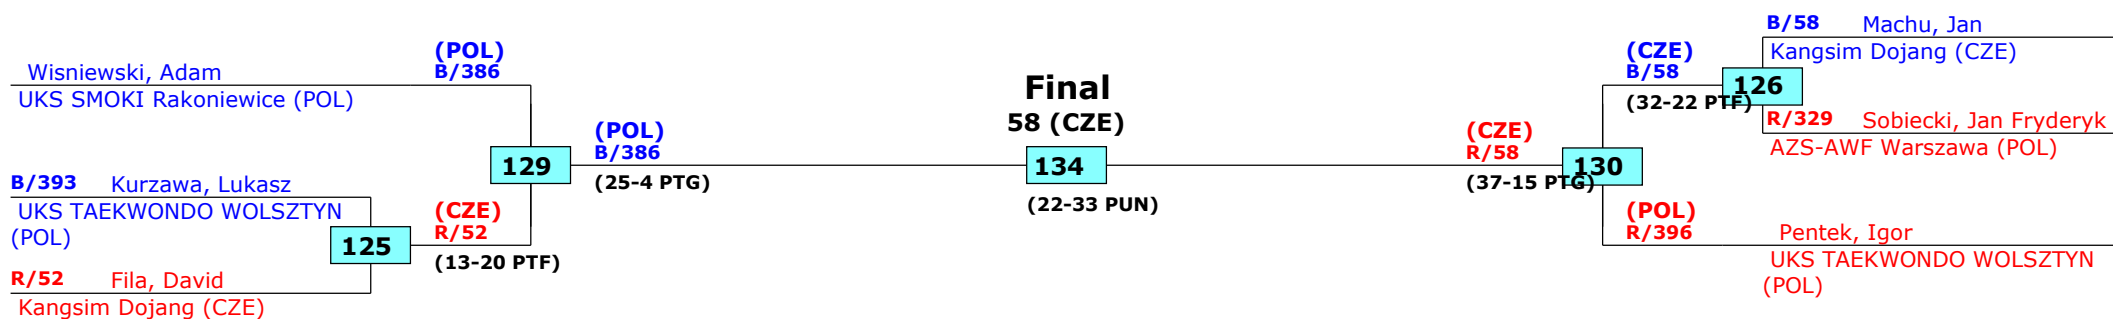 (POL)
B/386
Wisniewski, Adam
UKS SMOKI Rakoniewice (POL)
B/393 Kurzawa, Lukasz
UKS TAEKWONDO WOLSZTYN
(POL)
125
R/52 Fila, David
Kangsim Dojang (CZE)
(CZE)
R/52
(13-20 PTF)
129
(POL)
B/386
(25-4 PTG)
Final
58 (CZE)
134
(22-33 PUN)
(CZE)
R/58
(37-15 PTG)
130
(CZE)
B/58
(32-22 PTF)
126
B/58 Machu, Jan
Kangsim Dojang (CZE)
R/329 Sobiecki, Jan Fryderyk
AZS-AWF Warszawa (POL)
(POL)
R/396
Pentek, Igor
UKS TAEKWONDO WOLSZTYN
(POL)